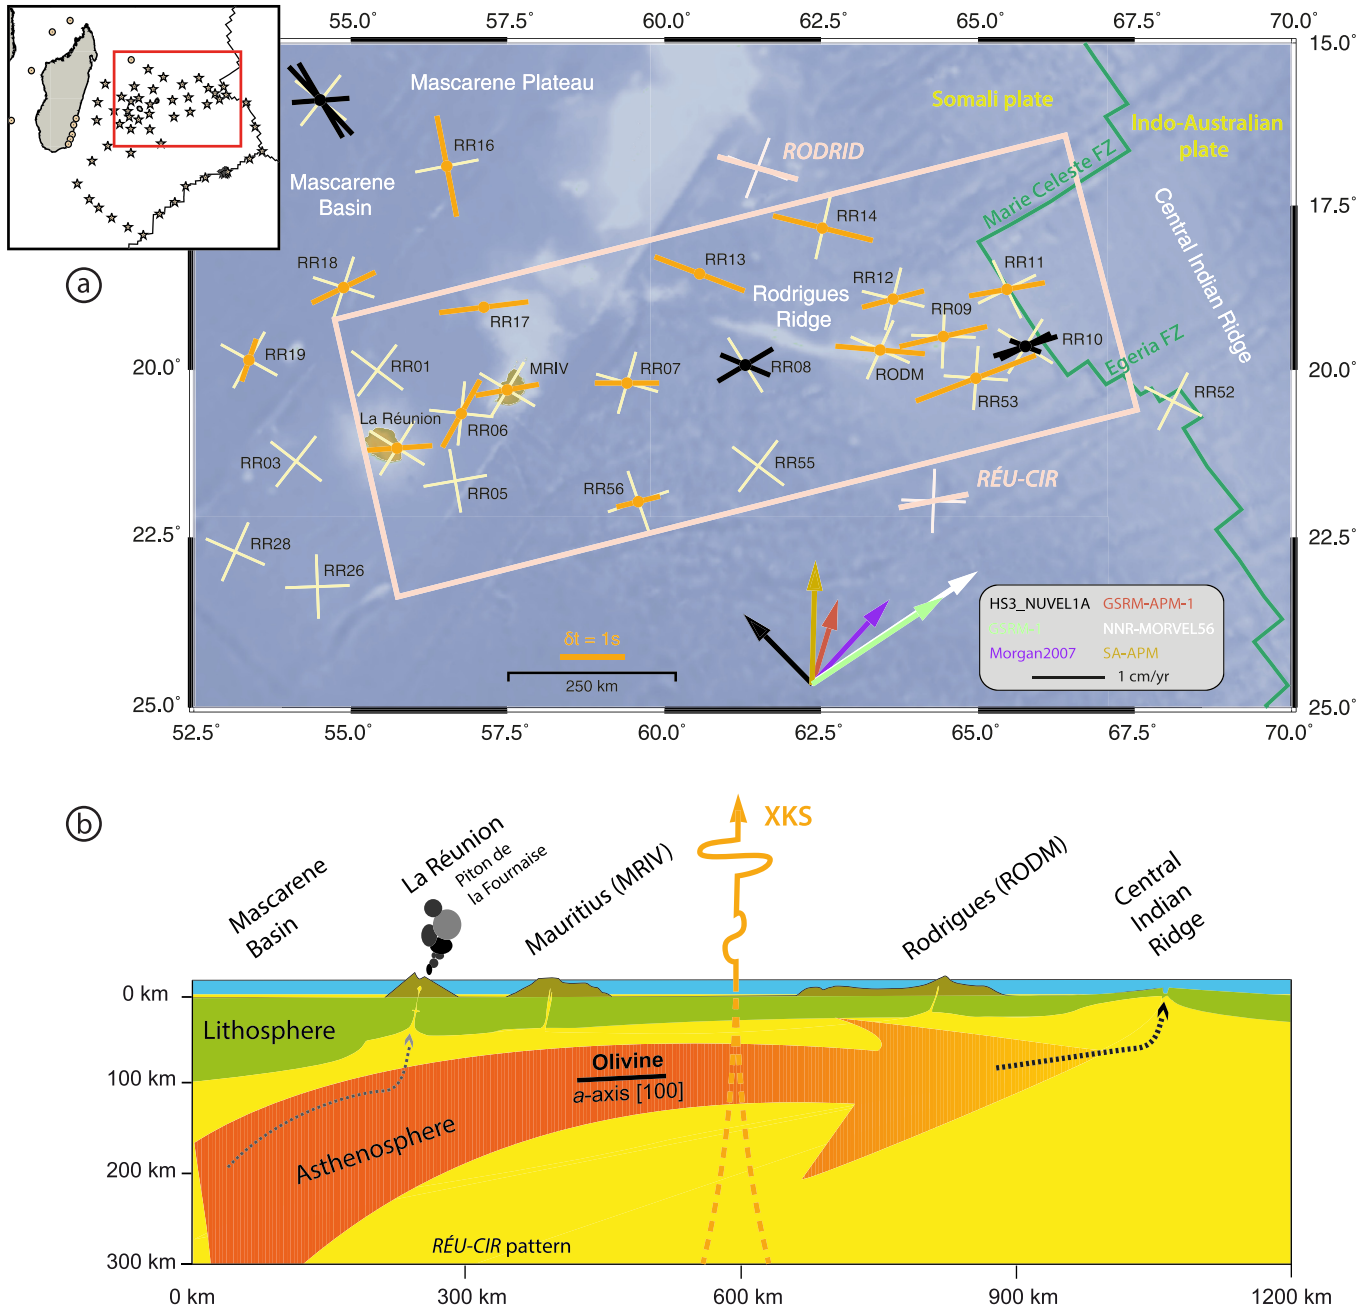 55.0° 57.5° 60.0° 62.5° 65.0° 67.5° 70.0°
15.0°
Mascarene Plateau
Somali plate
Indo-Australian
plate
RR16
RODRID
Marie Celeste FZ
Mascarene
Basin
17.5°
Central Indian Ridge
RR14
a
RR18
RR13
RR12
RR11
Rodrigues
Ridge
RR09
RR17
RR10
RR19
RR01
MRIV
RR07
RR08
RODM
Egeria FZ
20.0° 20.0°
RR53
RR52
La Réunion
RR06
RR03
RR05
RR55
RÉU-CIR
RR56
22.5° 22.5°
RR28
RR26
HS3_NUVEL1A GSRM-APM-1
GSRM-1 NNR-MORVEL56
Morgan2007 SA-APM
1 cm/yr
δt = 1s
250 km
25.0° 25.0°
52.5° 55.0° 57.5° 60.0° 62.5° 65.0° 67.5° 70.0°
b
XKS
Mascarene
Basin
La Réunion
Piton de
la Fournaise
Mauritius (MRIV)
Rodrigues (RODM)
Central
Indian
Ridge
0 km
Lithosphere
Olivine
a-axis [100]
100 km
Asthenosphere
200 km
RÉU-CIR pattern
300 km
0 km 300 km 600 km 900 km 1200 km